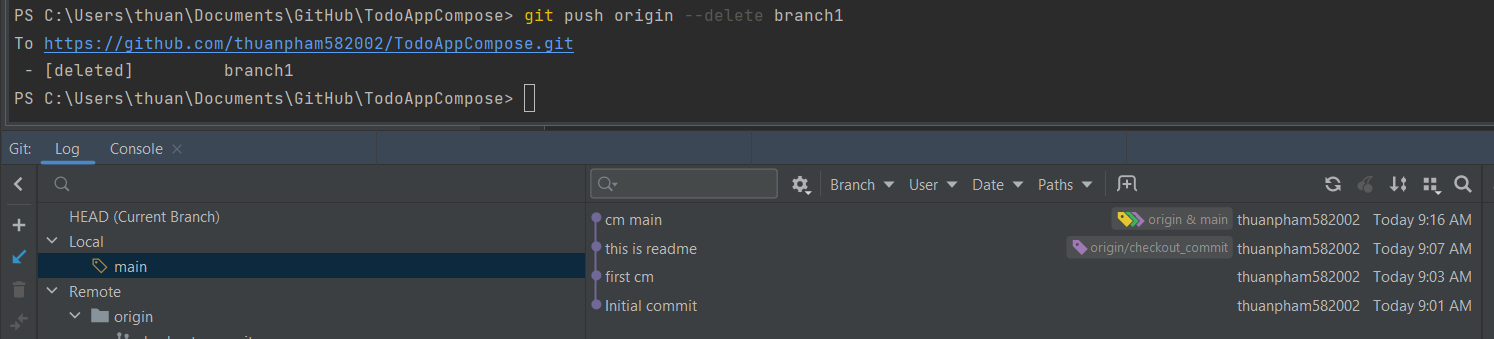 PS C:\Users\thuan\Documents\GitHub\TodoAppCompose> git push origin --delete branch1
To https://github.com/thuanpham582002/TodoAppCompose.git
- [deleted] branch1
PS C:\Users\thuan\Documents\GitHub\TodoAppCompose>
Git: Log Console
Branch User Date Paths
HEAD (Current Branch)
Local
main
Remote
origin
cm main origin & main thuanpham582002 Today 9:16 AM
this is readme origin/checkout_commit thuanpham582002 Today 9:07 AM
first cm thuanpham582002 Today 9:03 AM
Initial commit thuanpham582002 Today 9:01 AM